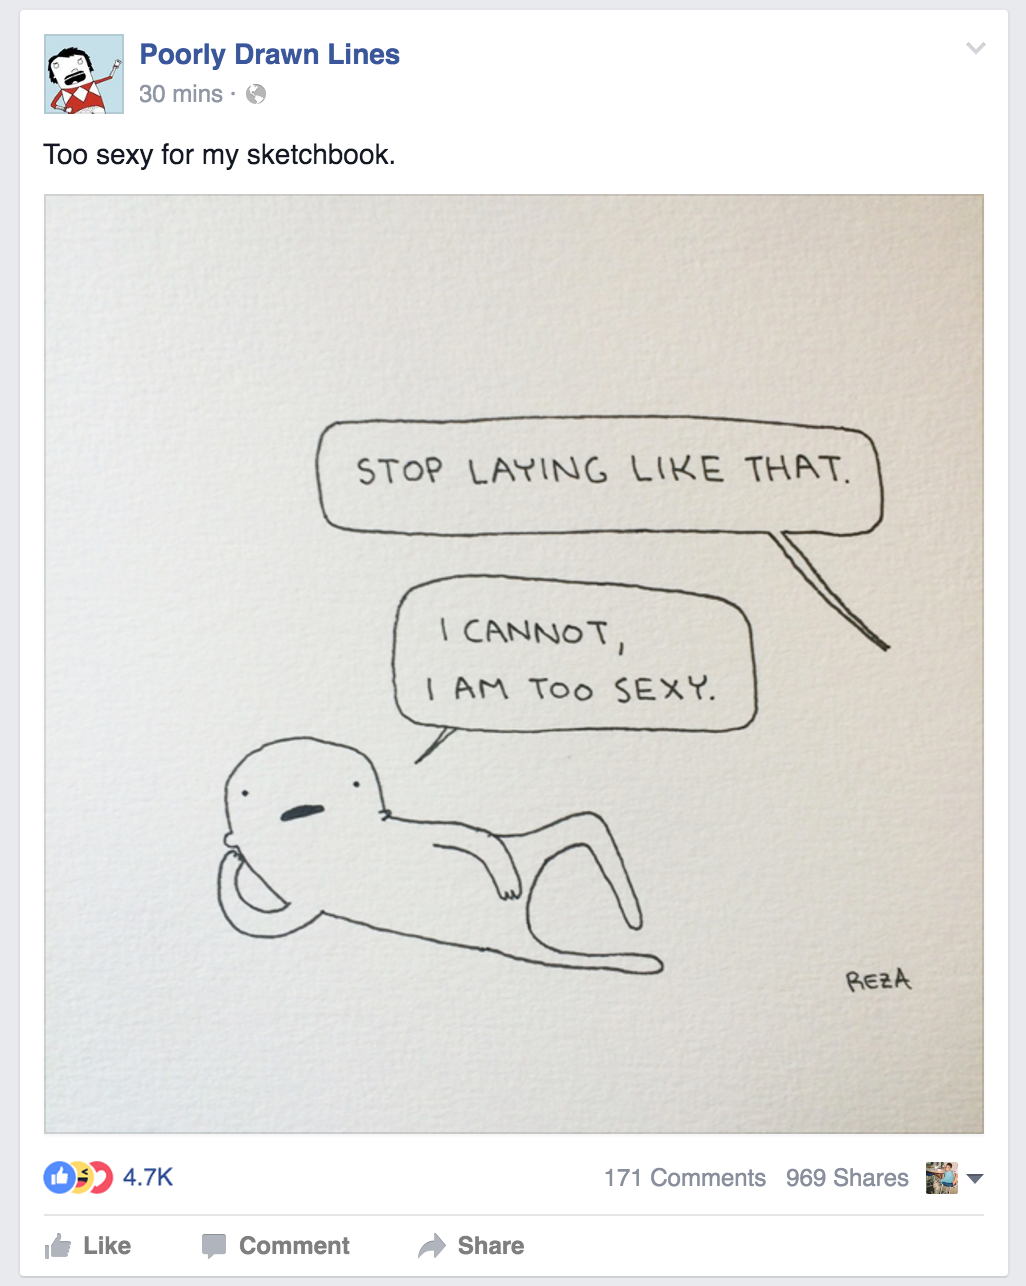 Poorly Drawn Lines
30 mins ·
Too sexy for my sketchbook.
STOP LAYING LIKE THAT.
I CANNOT,
I AM TOO SEXY.
REZA
4.7K
171 Comments 969 Shares
Like Comment Share